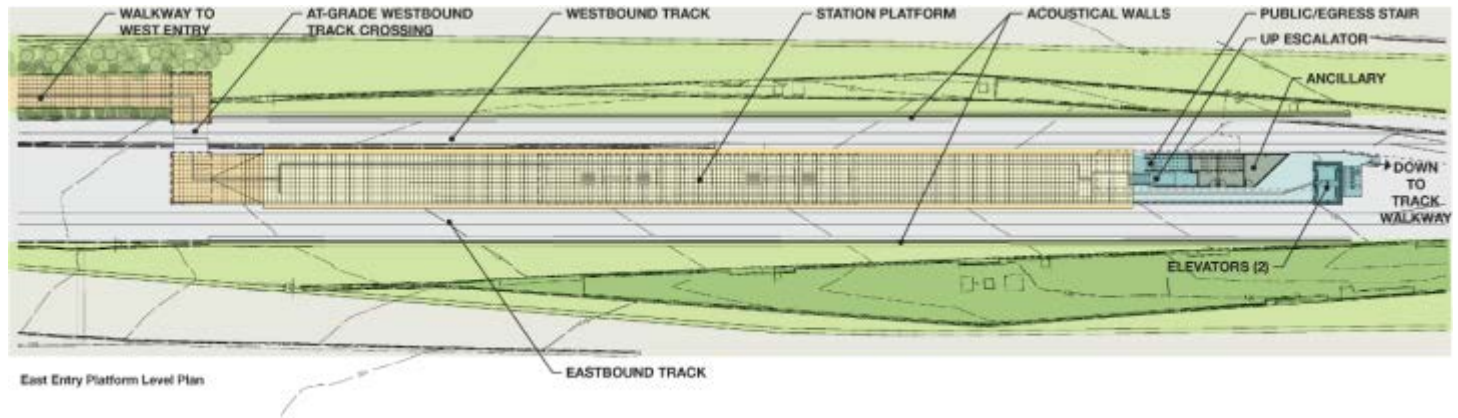 WALKWAY TO
WEST ENTRY
AT-GRADE WESTBOUND
TRACK CROSSING
WESTBOUND TRACK
STATION PLATFORM
ACOUSTICAL WALLS
PUBLIC/EGRESS STAIR
UP ESCALATOR
ANCILLARY
DOWN
TO
TRACK
WALKWAY
ELEVATORS (2)
EASTBOUND TRACK
East Entry Platform Level Plan